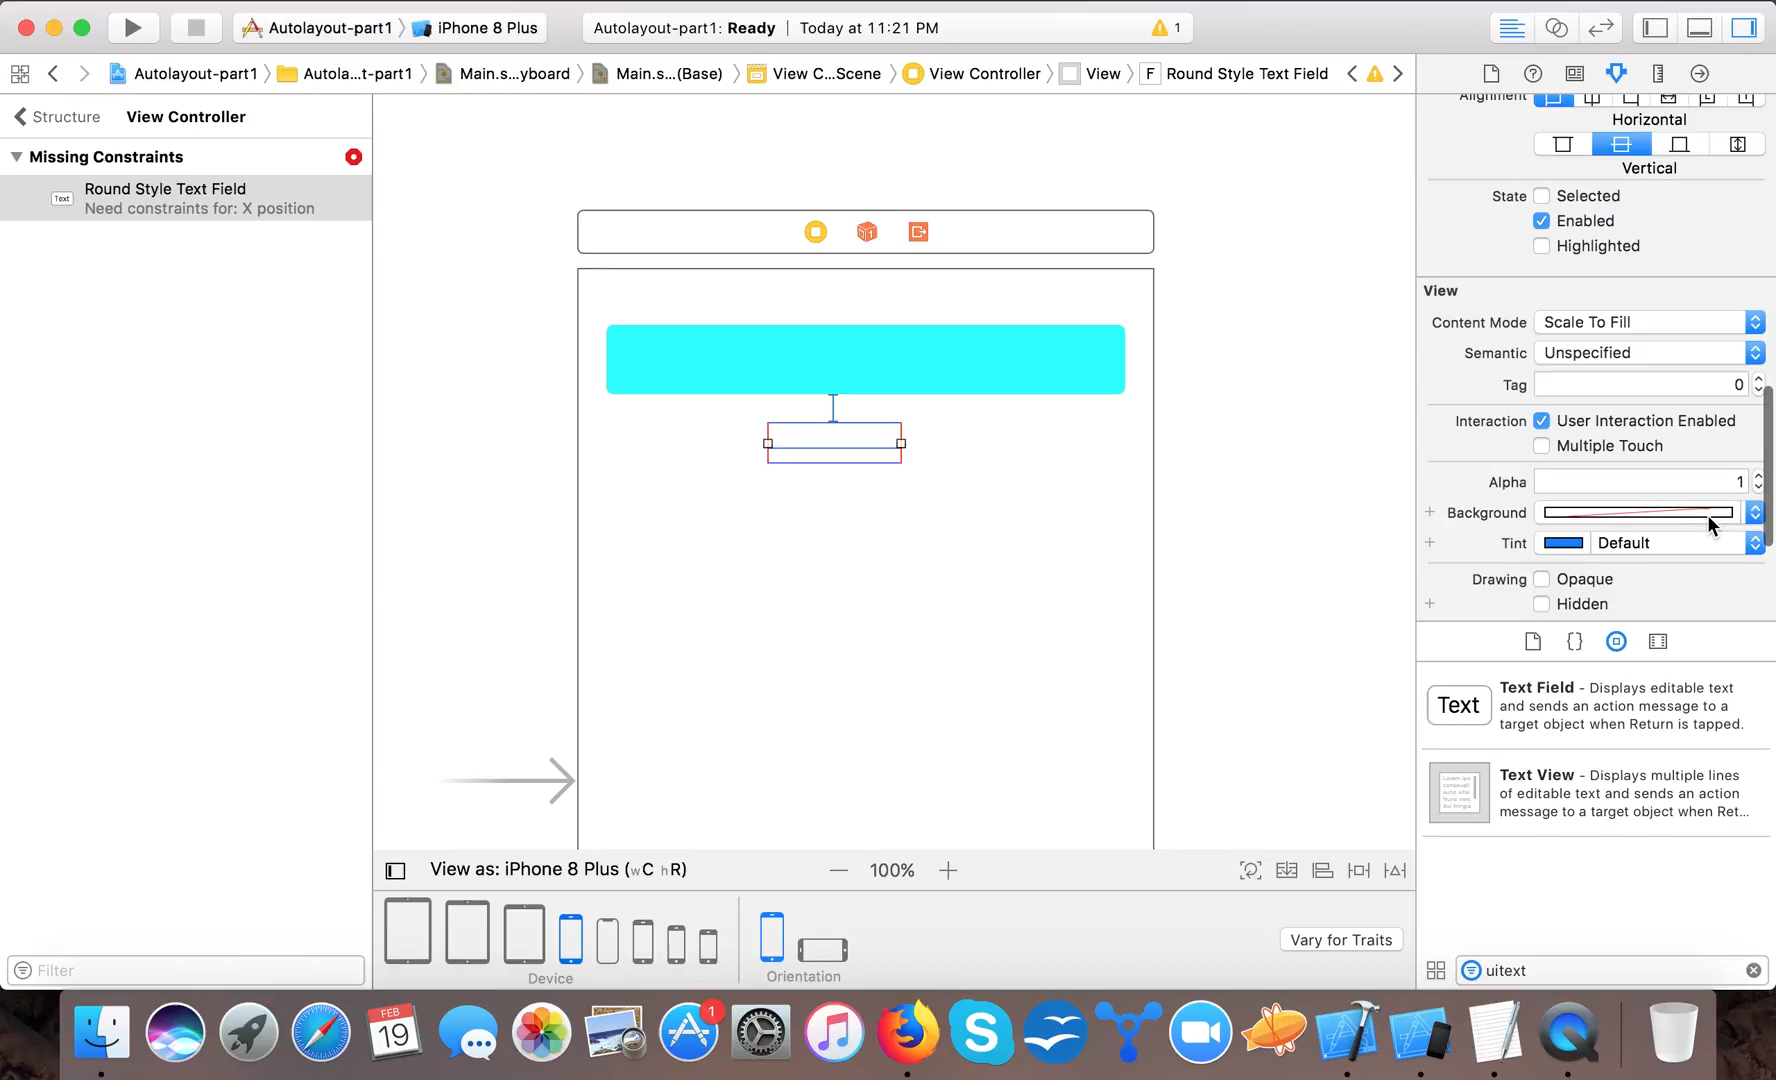 Autolayout-part1 〉 iPhone 8 Plus
Autolayout-part1: Ready | Today at 11:21 PM
1
Autolayout-part1 〉 Autola...t-part1 〉 Main.s...yboard 〉 Main.s...(Base) 〉 View C...Scene 〉 View Controller 〉 View 〉 F Round Style Text Field
Structure View Controller
Missing Constraints
Text Round Style Text Field
Need constraints for: X position
Alignment
Horizontal
Vertical
State Selected
Enabled
Highlighted
View
Content Mode Scale To Fill
Semantic Unspecified
Tag 0
Interaction User Interaction Enabled
Multiple Touch
Alpha 1
+ Background
+ Tint Default
Drawing Opaque
+ Hidden
{}
Text
Text Field - Displays editable text
and sends an action message to a
target object when Return is tapped.
Text View - Displays multiple lines
of editable text and sends an action
message to a target object when Ret...
View as: iPhone 8 Plus (wC hR)
— 100% +
Device
Orientation
Vary for Traits
Filter
uitext
FEB
19
1